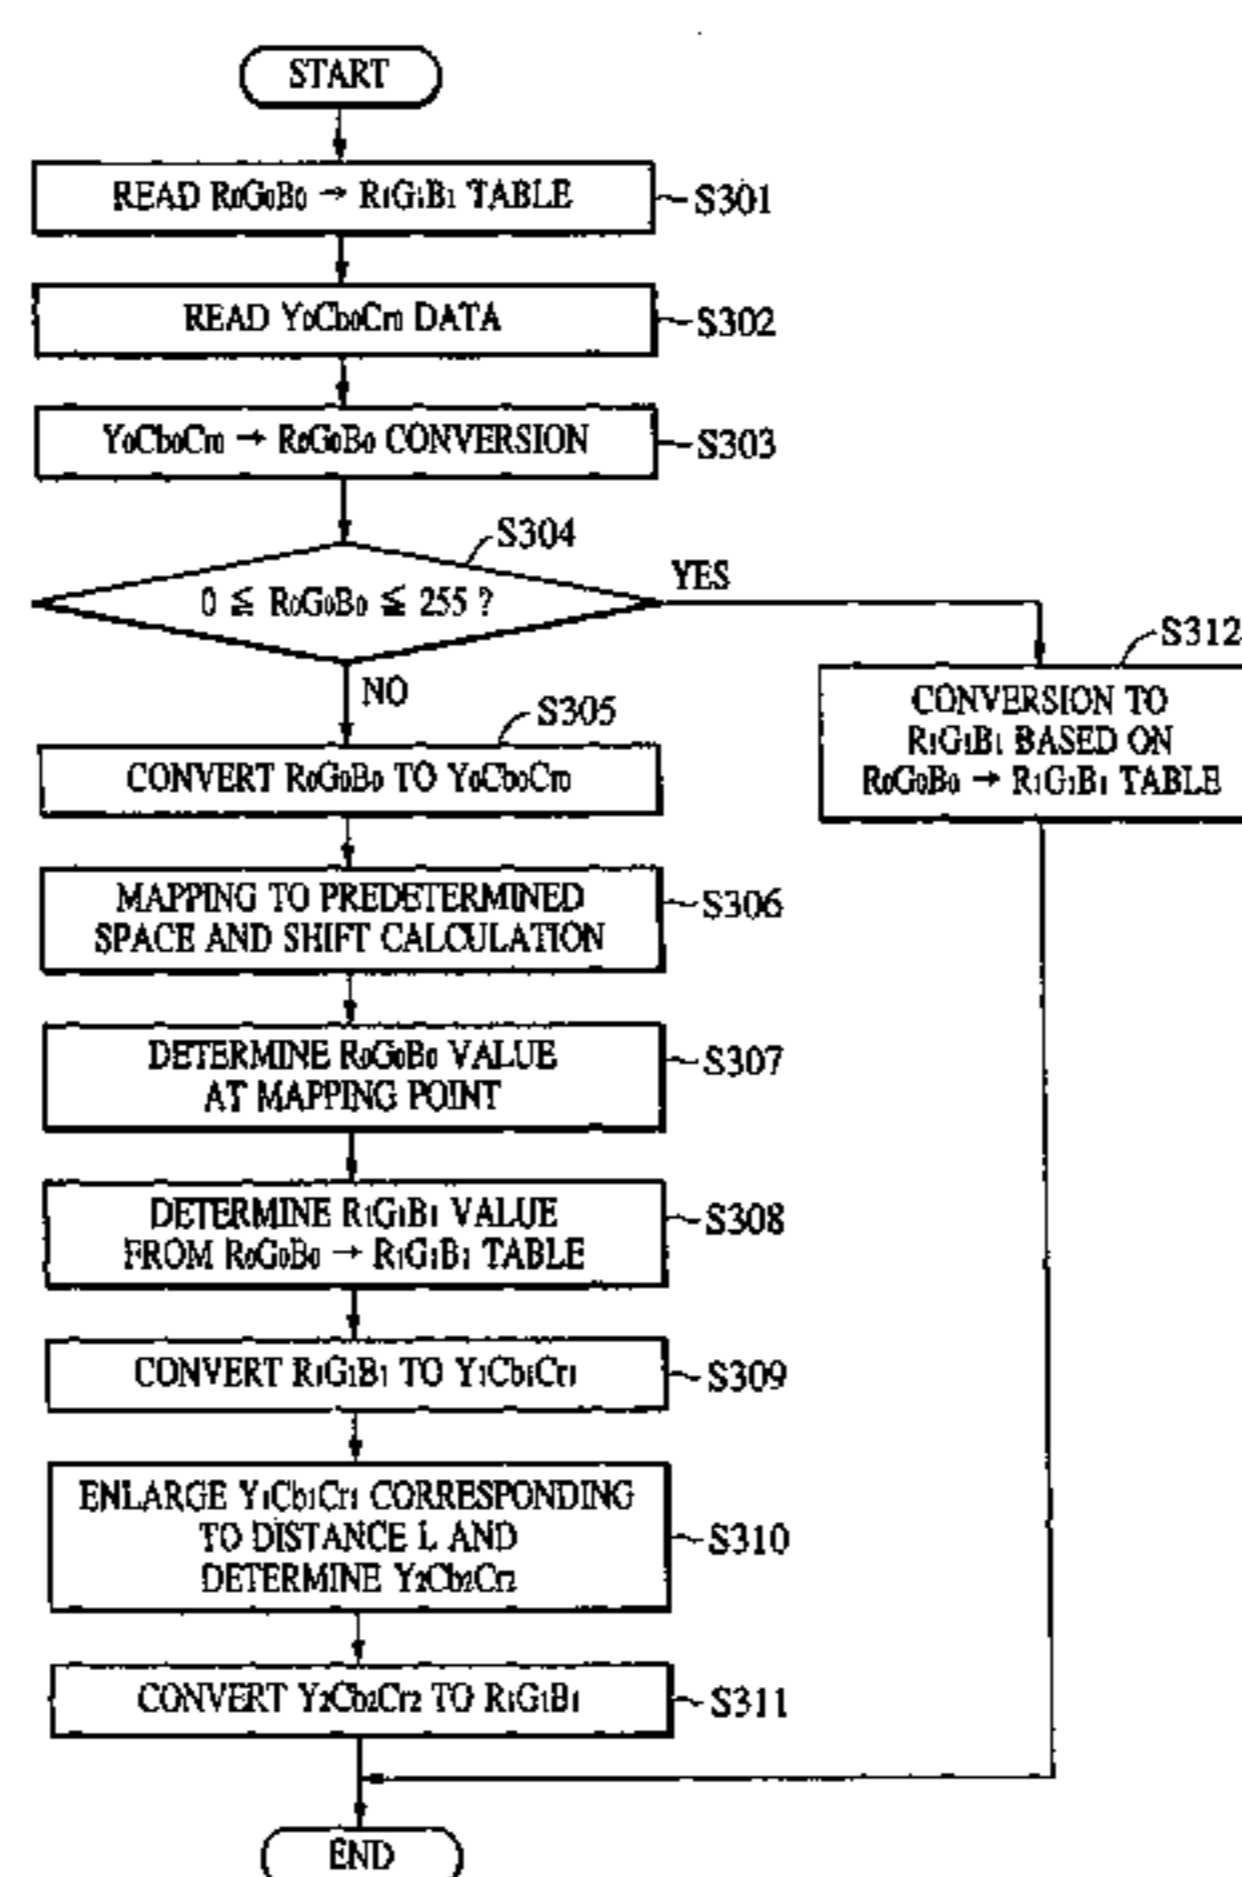 START
READ R₀G₀B₀ → R₁G₁B₁ TABLE
S301
READ Y₀Cb₀Cr₀ DATA
S302
Y₀Cb₀Cr₀ → R₀G₀B₀ CONVERSION
S303
S304
0 ≦ R₀G₀B₀ ≦ 255 ?
YES
NO
S312
CONVERSION TO
R₁G₁B₁ BASED ON
R₀G₀B₀ → R₁G₁B₁ TABLE
S305
CONVERT R₀G₀B₀ TO Y₀Cb₀Cr₀
MAPPING TO PREDETERMINED
SPACE AND SHIFT CALCULATION
S306
DETERMINE R₀G₀B₀ VALUE
AT MAPPING POINT
S307
DETERMINE R₁G₁B₁ VALUE
FROM R₀G₀B₀ → R₁G₁B₁ TABLE
S308
CONVERT R₁G₁B₁ TO Y₁Cb₁Cr₁
S309
ENLARGE Y₁Cb₁Cr₁ CORRESPONDING
TO DISTANCE L AND
DETERMINE Y₂Cb₂Cr₂
S310
CONVERT Y₂Cb₂Cr₂ TO R₁G₁B₁
S311
END